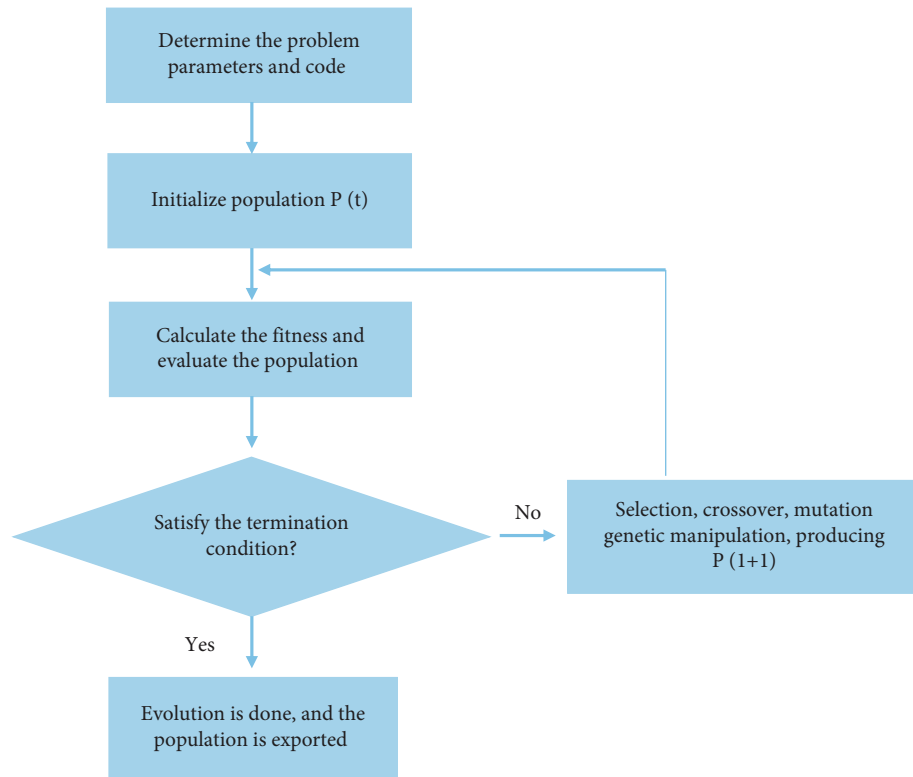 Determine the problem
parameters and code
Initialize population P (t)
Calculate the fitness and
evaluate the population
Satisfy the termination
condition?
No
Selection, crossover, mutation
genetic manipulation, producing
P (1+1)
Yes
Evolution is done, and the
population is exported